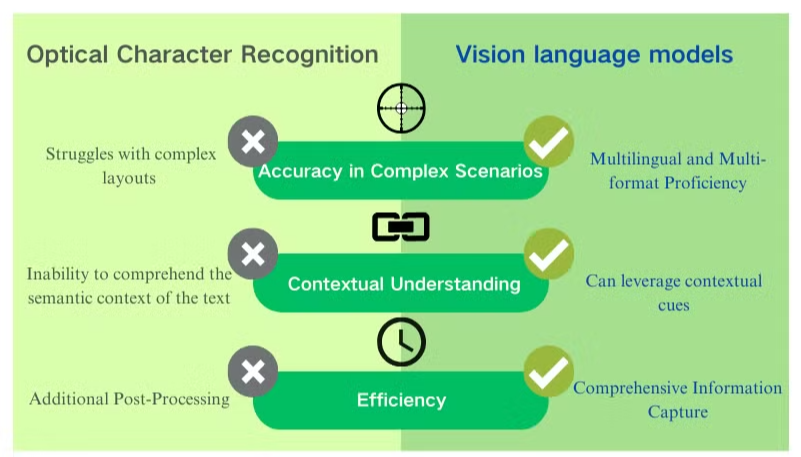 Optical Character Recognition
Vision language models
Struggles with complex
layouts
Accuracy in Complex Scenarios
Multilingual and Multi-
format Proficiency
Inability to comprehend the
semantic context of the text
Contextual Understanding
Can leverage contextual
cues
Additional Post-Processing
Efficiency
Comprehensive Information
Capture